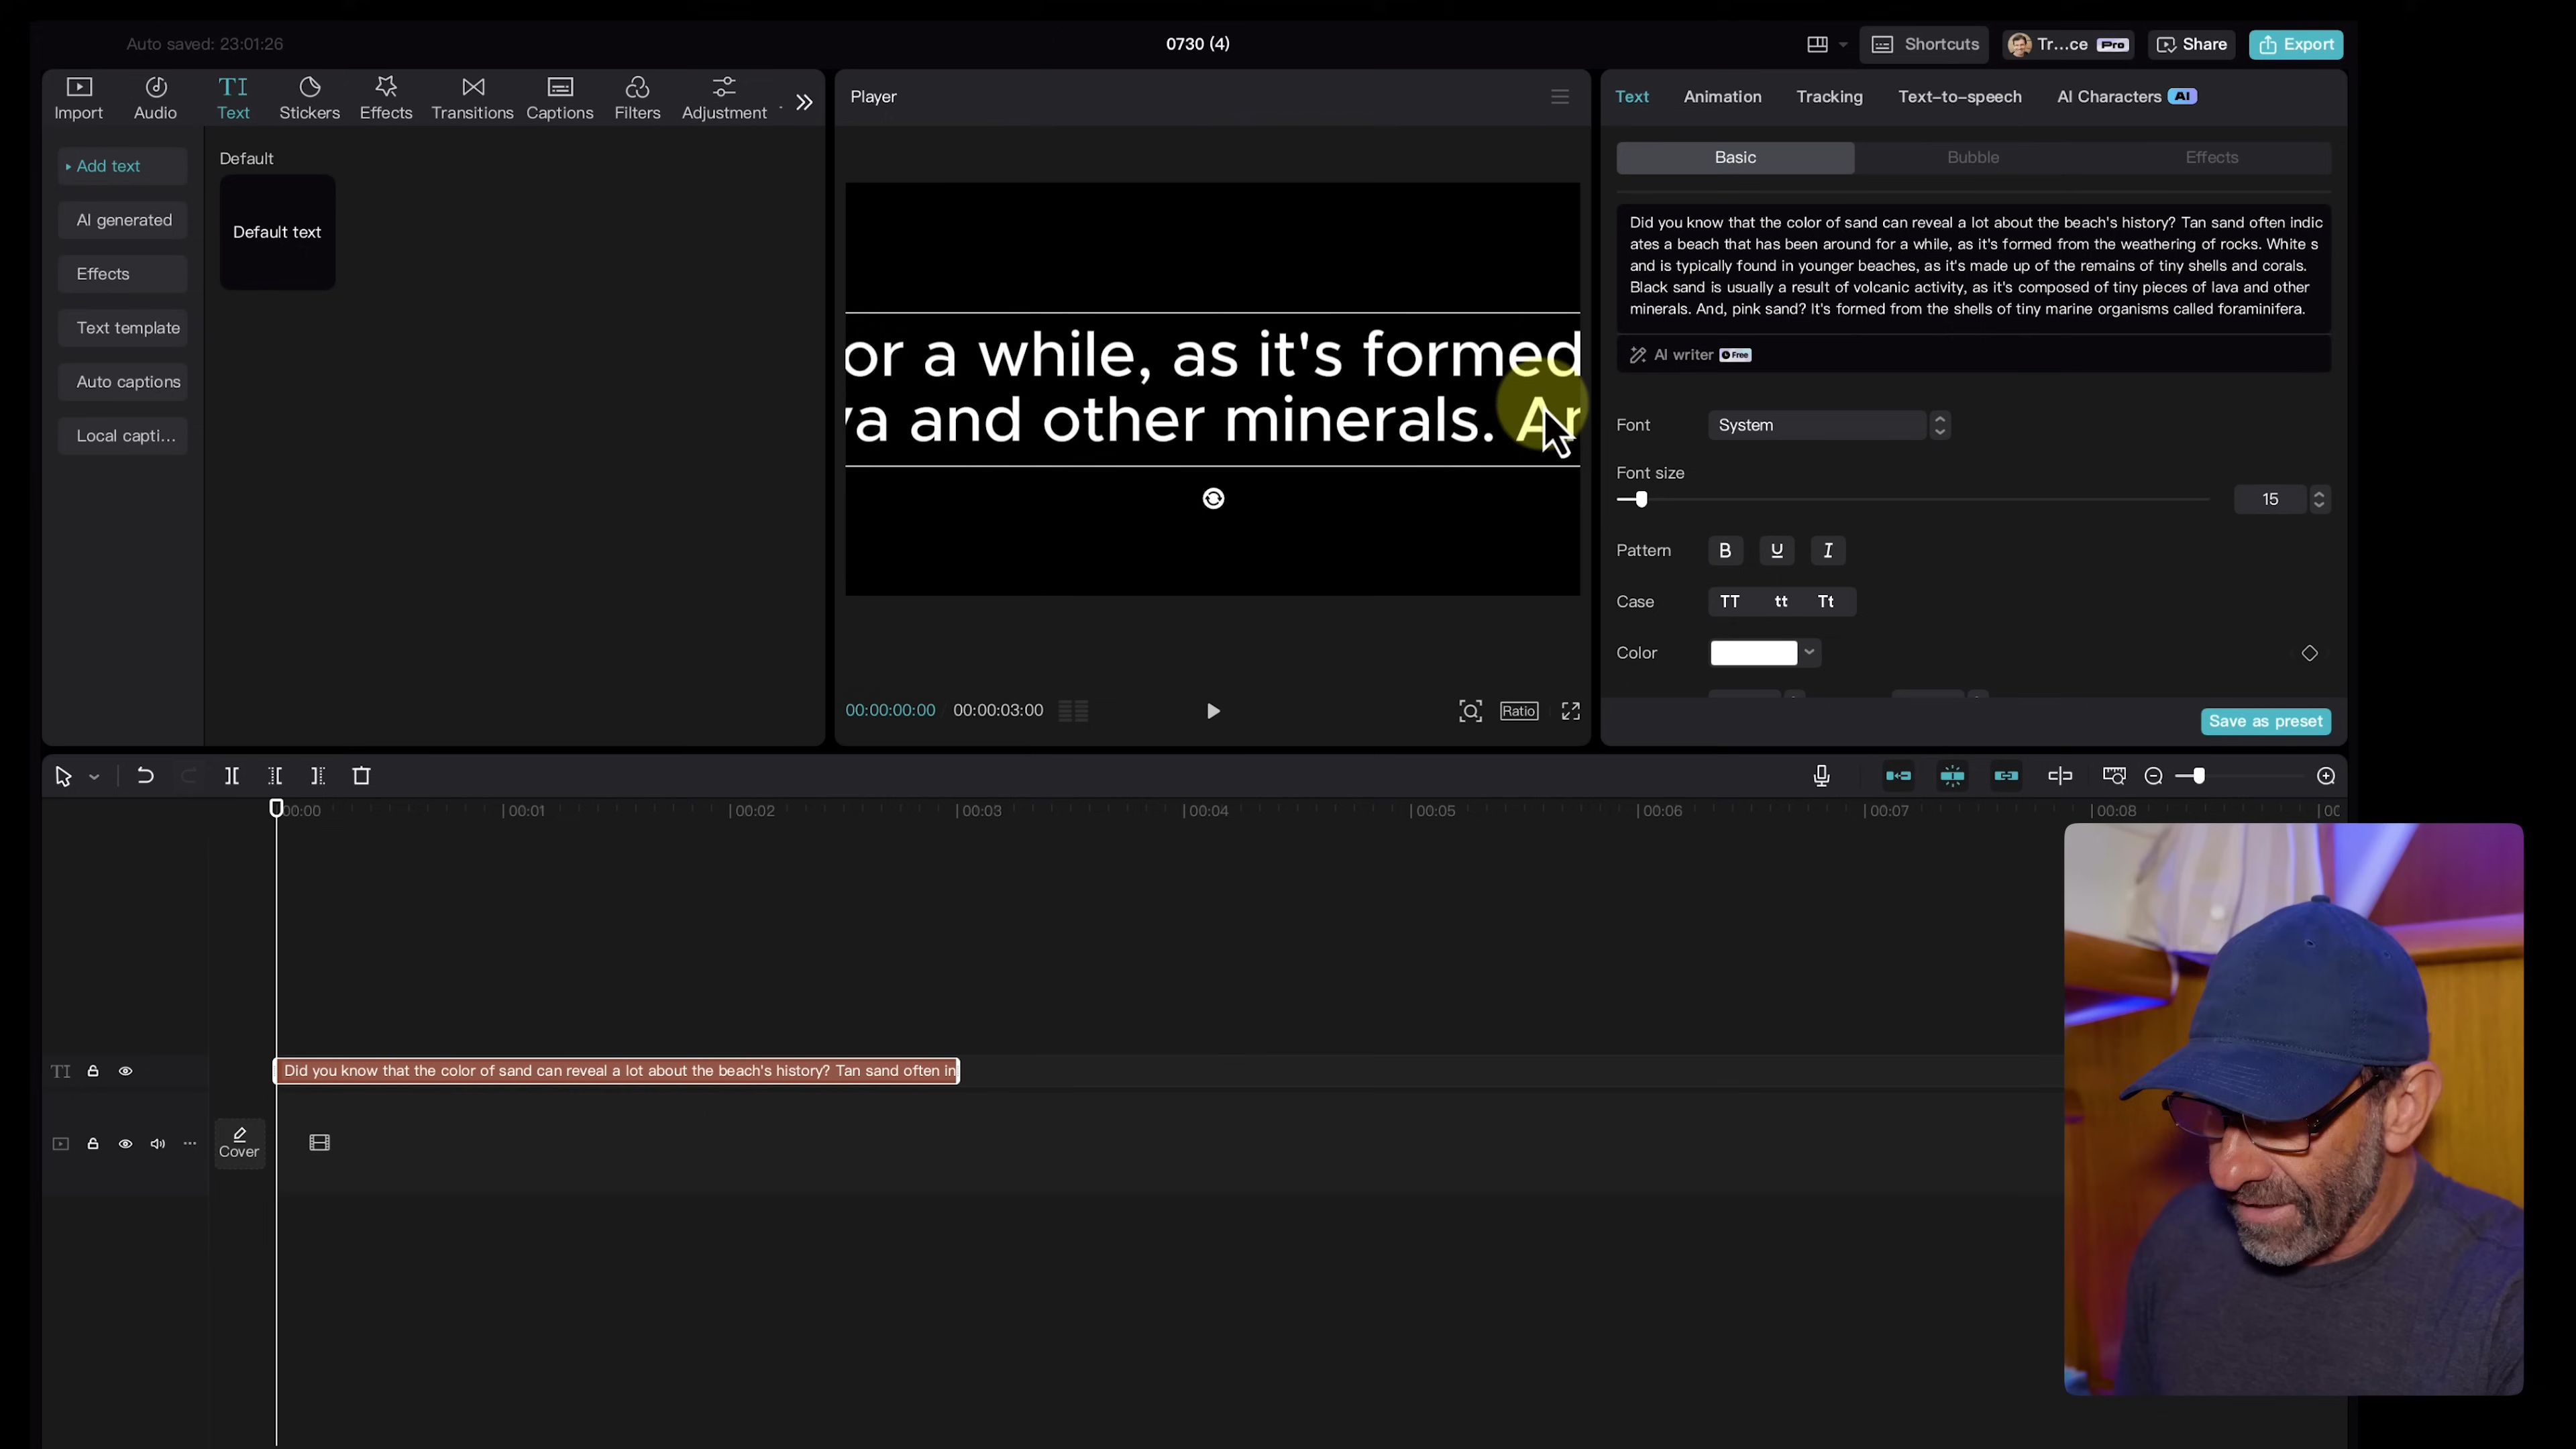 Auto saved: 23:01:26
0730 (4)
Shortcuts
Tr...ce Pro
Share
Export
Import
Audio
TI
Text
Stickers
Effects
Transitions
Captions
Filters
Adjustment
Add text
AI generated
Effects
Text template
Auto captions
Local capti...
Default
Default text
Player
or a while, as it's formed
va and other minerals. Ar
00:00:00:00
00:00:03:00
Ratio
Text
Animation
Tracking
Text-to-speech
AI Characters AI
Basic
Bubble
Effects
Did you know that the color of sand can reveal a lot about the beach's history? Tan sand often indic
ates a beach that has been around for a while, as it's formed from the weathering of rocks. White s
and is typically found in younger beaches, as it's made up of the remains of tiny shells and corals.
Black sand is usually a result of volcanic activity, as it's composed of tiny pieces of lava and other
minerals. And, pink sand? It's formed from the shells of tiny marine organisms called foraminifera.
AI writer Free
Font
System
Font size
15
Pattern
B U I
Case
TT tt Tt
Color
Save as preset
00:00 00:01 00:02 00:03 00:04 00:05 00:06 00:07 00:08 00:
TI
Did you know that the color of sand can reveal a lot about the beach's history? Tan sand often in
Cover